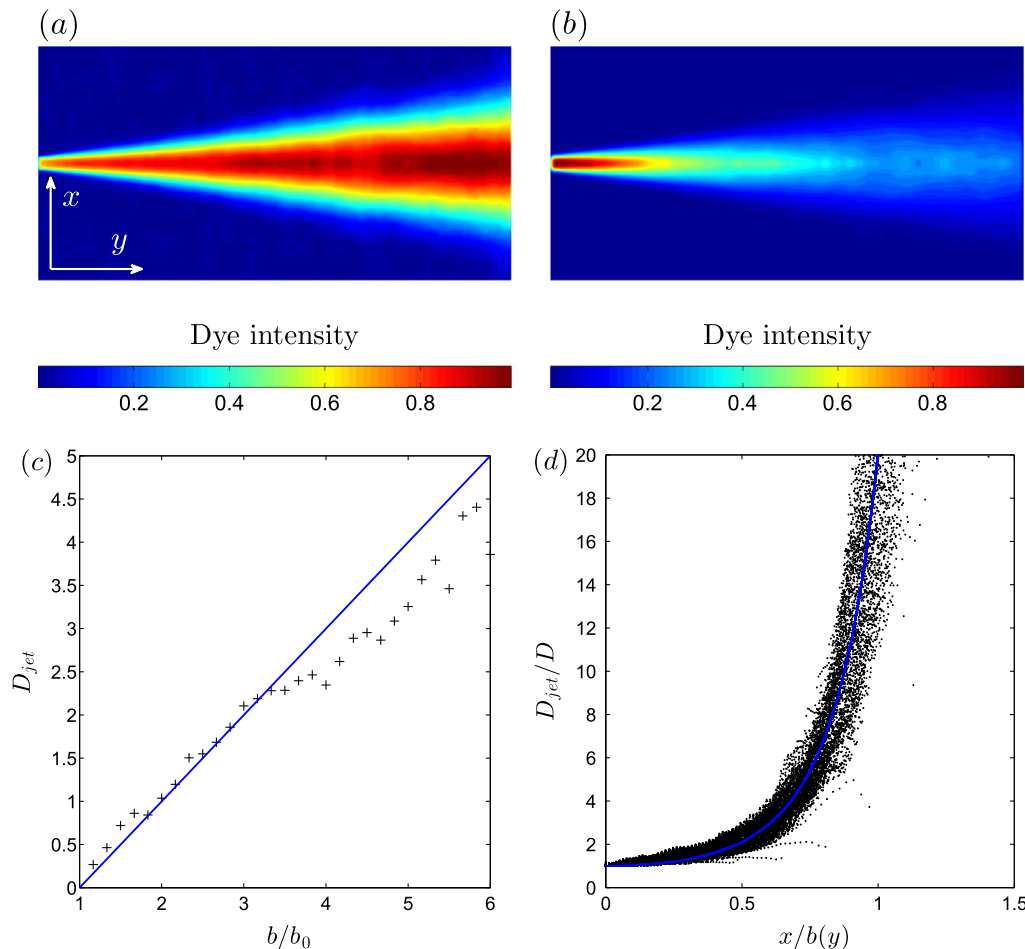 (a)
(b)
x
y
Dye intensity
Dye intensity
0.2 0.4 0.6 0.8
0.2 0.4 0.6 0.8
(c)
5
4.5
4
3.5
3
2.5
2
1.5
1
0.5
0
D_jet
1 2 3 4 5 6
b/b_0
(d)
20
18
16
14
12
10
8
6
4
2
0
D_jet/D
0 0.5 1 1.5
x/b(y)